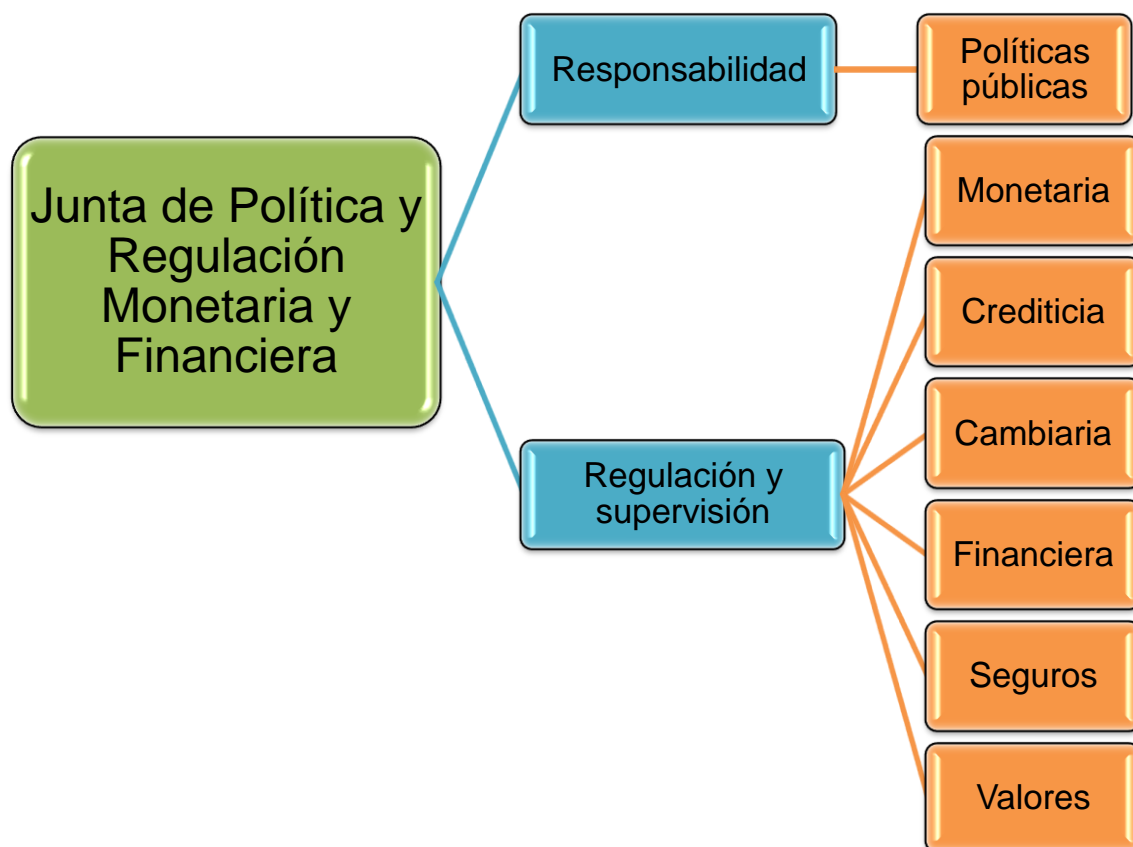 Junta de Política y
Regulación
Monetaria y
Financiera
Responsabilidad
Políticas
públicas
Regulación y
supervisión
Monetaria
Crediticia
Cambiaria
Financiera
Seguros
Valores